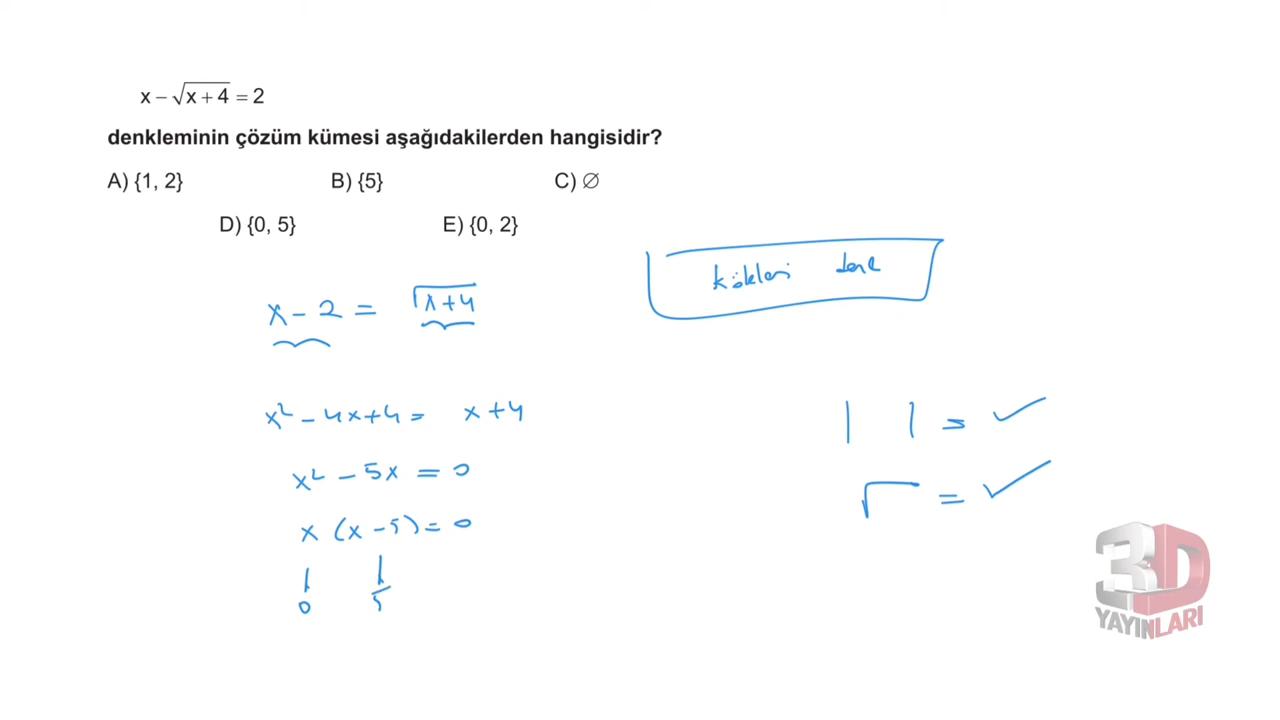 x − √x + 4 = 2
denkleminin çözüm kümesi aşağıdakilerden hangisidir?
A) {1, 2} B) {5} C) ∅
D) {0, 5} E) {0, 2}
kökleri dene
x − 2 = √x + 4
x² − 4x + 4 = x + 4
x² − 5x = 0
x (x − 5) = 0
0 5
| | = ✓
√ = ✓
3D
YAYINLARI